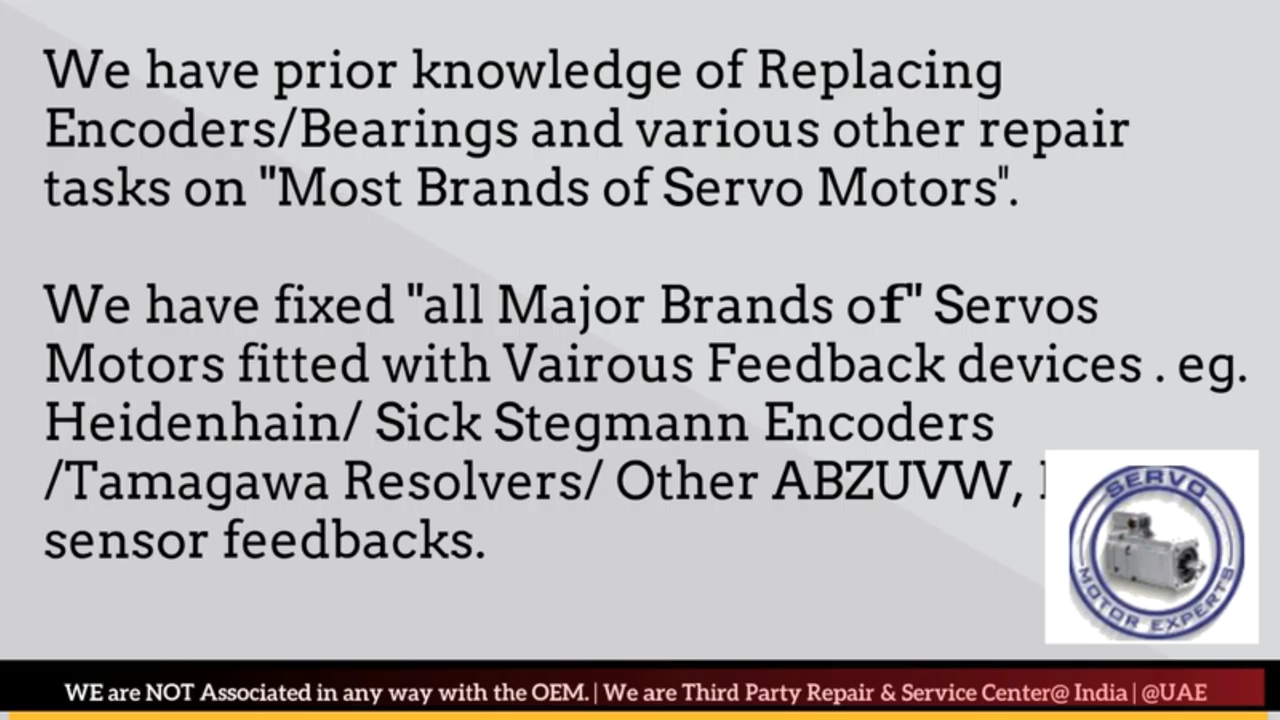 We have prior knowledge of Replacing
Encoders/Bearings and various other repair
tasks on "Most Brands of Servo Motors".
We have fixed "all Major Brands of" Servos
Motors fitted with Vairous Feedback devices . eg.
Heidenhain/ Sick Stegmann Encoders
/Tamagawa Resolvers/ Other ABZUVW,
sensor feedbacks.
SERVO
MOTOR EXPERTS
WE are NOT Associated in any way with the OEM. | We are Third Party Repair & Service Center@ India | @UAE